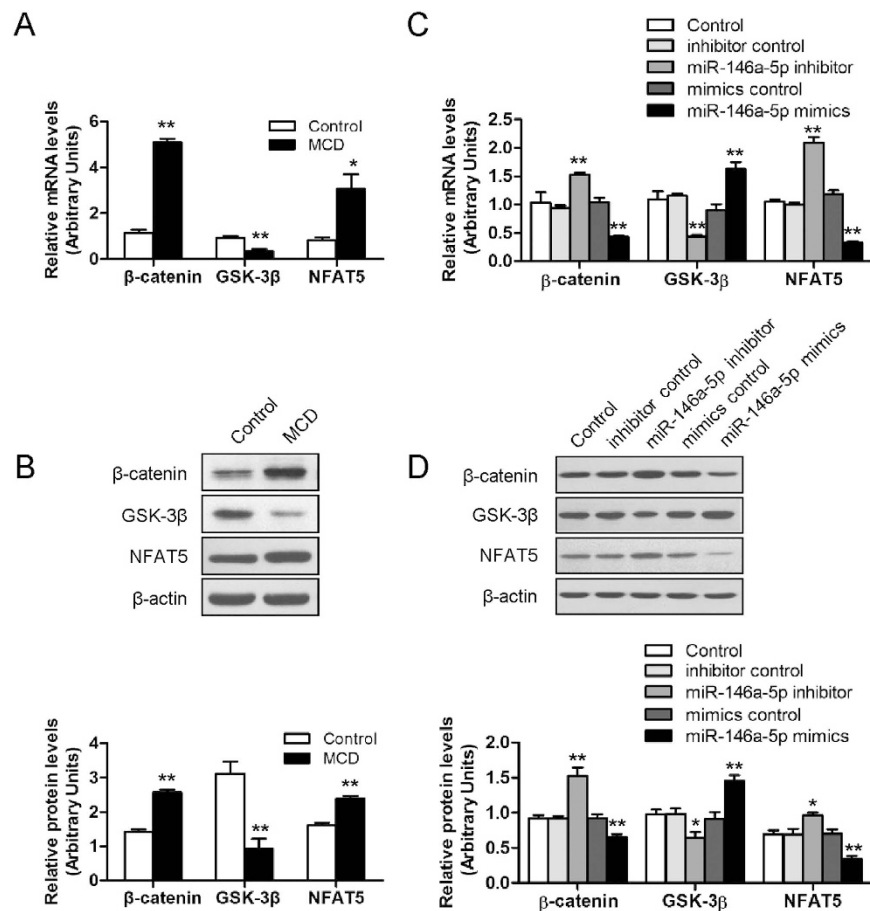 A
Relative mRNA levels
(Arbitrary Units)
6
4
2
0
Control
MCD
**
**
*
β-catenin GSK-3β NFAT5
C
Control
inhibitor control
miR-146a-5p inhibitor
mimics control
miR-146a-5p mimics
Relative mRNA levels
(Arbitrary Units)
2.5
2.0
1.5
1.0
0.5
0.0
**
**
**
**
**
**
β-catenin GSK-3β NFAT5
B
Control
MCD
β-catenin
GSK-3β
NFAT5
β-actin
Relative protein levels
(Arbitrary Units)
4
3
2
1
0
Control
MCD
**
**
**
β-catenin GSK-3β NFAT5
D
Control
inhibitor control
miR-146a-5p inhibitor
mimics control
miR-146a-5p mimics
β-catenin
GSK-3β
NFAT5
β-actin
Control
inhibitor control
miR-146a-5p inhibitor
mimics control
miR-146a-5p mimics
Relative protein levels
(Arbitrary Units)
2.0
1.5
1.0
0.5
0.0
**
**
*
**
*
**
β-catenin GSK-3β NFAT5